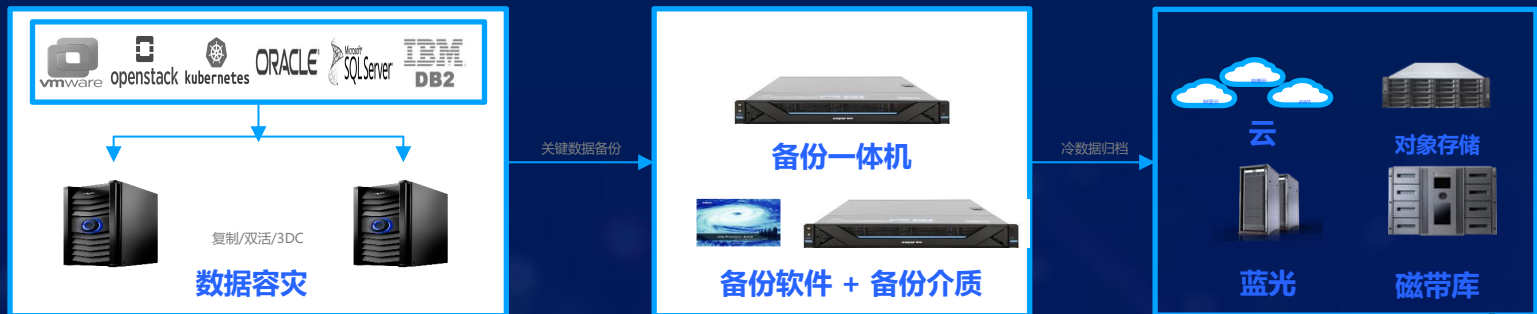 vmware
openstack
kubernetes
ORACLE
Microsoft
SQL Server
IBM
DB2
复制/双活/3DC
数据容灾
关键数据备份
备份一体机
备份软件 + 备份介质
冷数据归档
云
对象存储
蓝光
磁带库